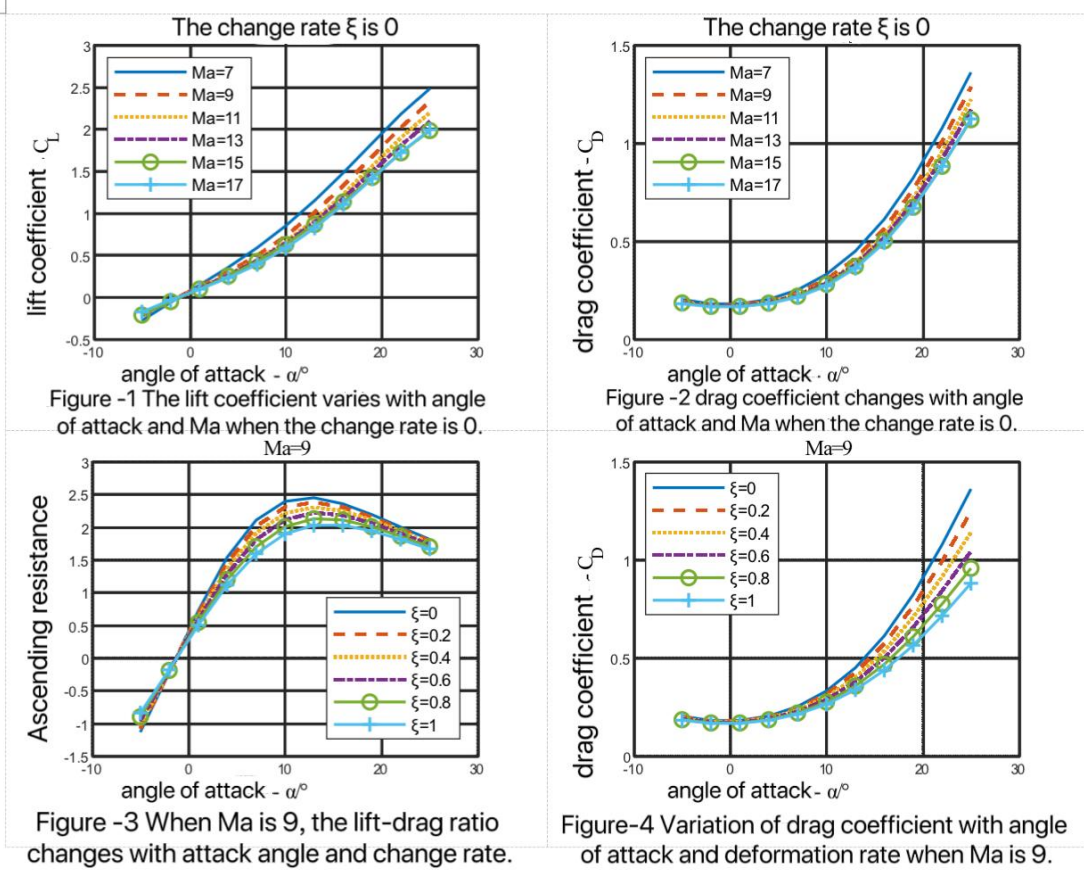 The change rate ξ is 0
3
2.5
2
1.5
1
0.5
0
-0.5
-10
0
10
20
30
Ma=7
Ma=9
Ma=11
Ma=13
Ma=15
Ma=17
lift coefficient · C_L
angle of attack - α/°
Figure -1 The lift coefficient varies with angle
of attack and Ma when the change rate is 0.
The change rate ξ is 0
1.5
1
0.5
0
-10
0
10
20
30
Ma=7
Ma=9
Ma=11
Ma=13
Ma=15
Ma=17
drag coefficient - C_D
angle of attack · α/°
Figure -2 drag coefficient changes with angle
of attack and Ma when the change rate is 0.
Ma=9
3
2.5
2
1.5
1
0.5
0
-0.5
-1
-1.5
-10
0
10
20
30
ξ=0
ξ=0.2
ξ=0.4
ξ=0.6
ξ=0.8
ξ=1
Ascending resistance
angle of attack - α/°
Figure -3 When Ma is 9, the lift-drag ratio
changes with attack angle and change rate.
Ma=9
1.5
1
0.5
0
-10
0
10
20
30
ξ=0
ξ=0.2
ξ=0.4
ξ=0.6
ξ=0.8
ξ=1
drag coefficient - C_D
angle of attack- α/°
Figure-4 Variation of drag coefficient with angle
of attack and deformation rate when Ma is 9.